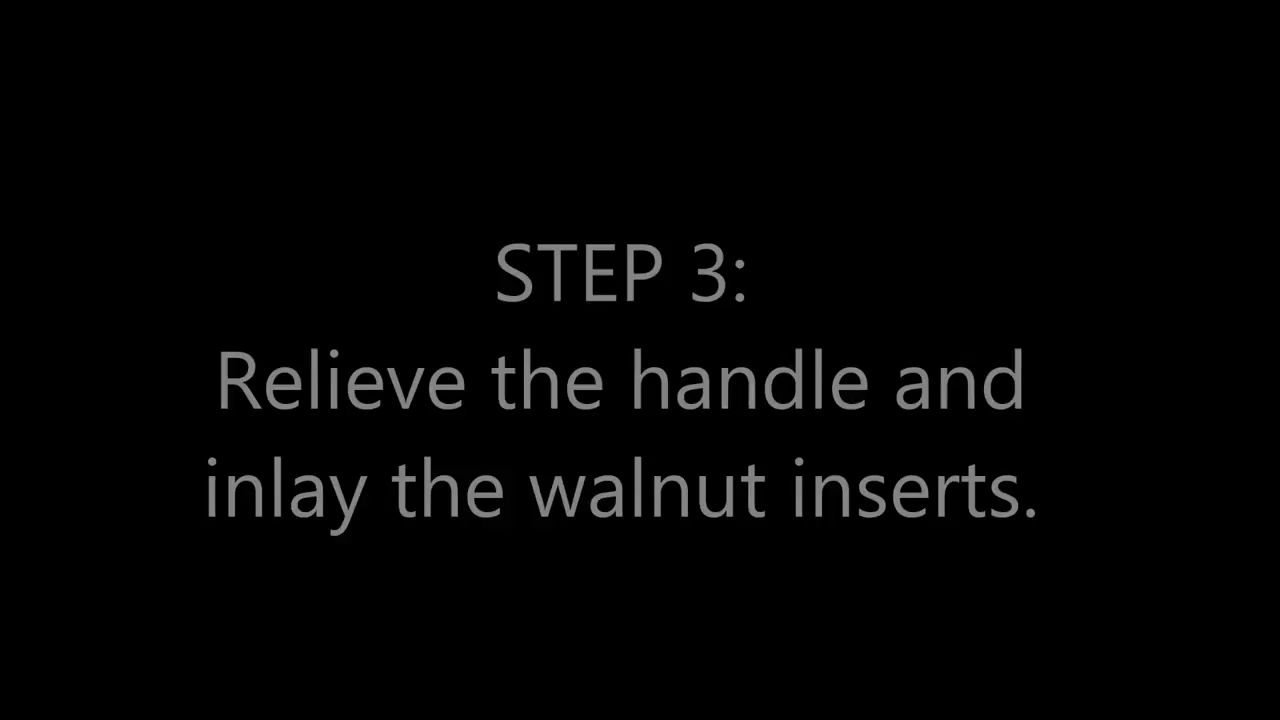 STEP 3:
Relieve the handle and
inlay the walnut inserts.